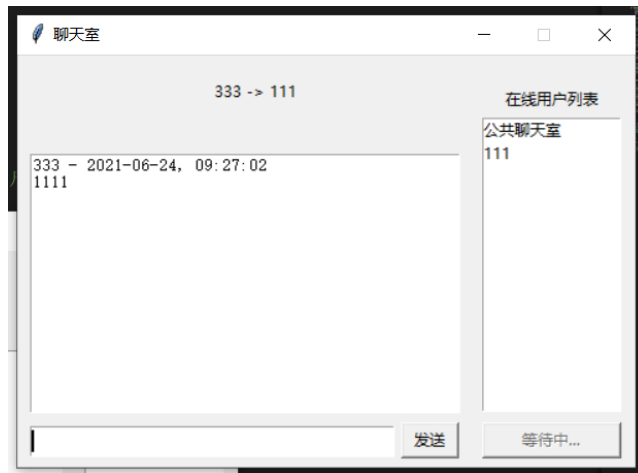 聊天室
333 -> 111
在线用户列表
公共聊天室
111
333 - 2021-06-24, 09:27:02
1111
发送
等待中...